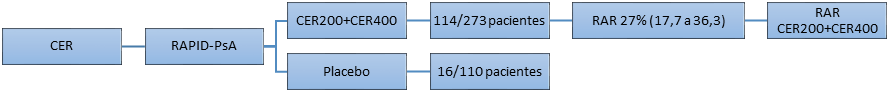 CER
RAPID-PsA
CER200+CER400
114/273 pacientes
RAR 27% (17,7 a 36,3)
RAR
CER200+CER400
Placebo
16/110 pacientes